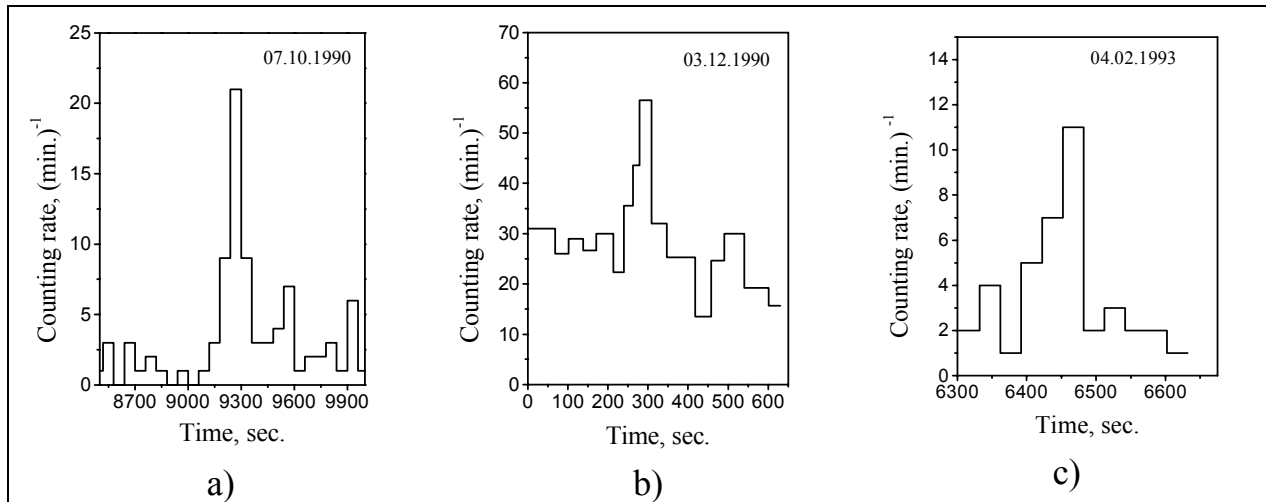 07.10.1990
Counting rate, (min.)-1
25
20
15
10
5
0
8700 9000 9300 9600 9900
Time, sec.
a)
03.12.1990
Counting rate, (min.)-1
70
60
50
40
30
20
10
0
0 100 200 300 400 500 600
Time, sec.
b)
04.02.1993
Counting rate, (min.)-1
14
12
10
8
6
4
2
0
6300 6400 6500 6600
Time, sec.
c)